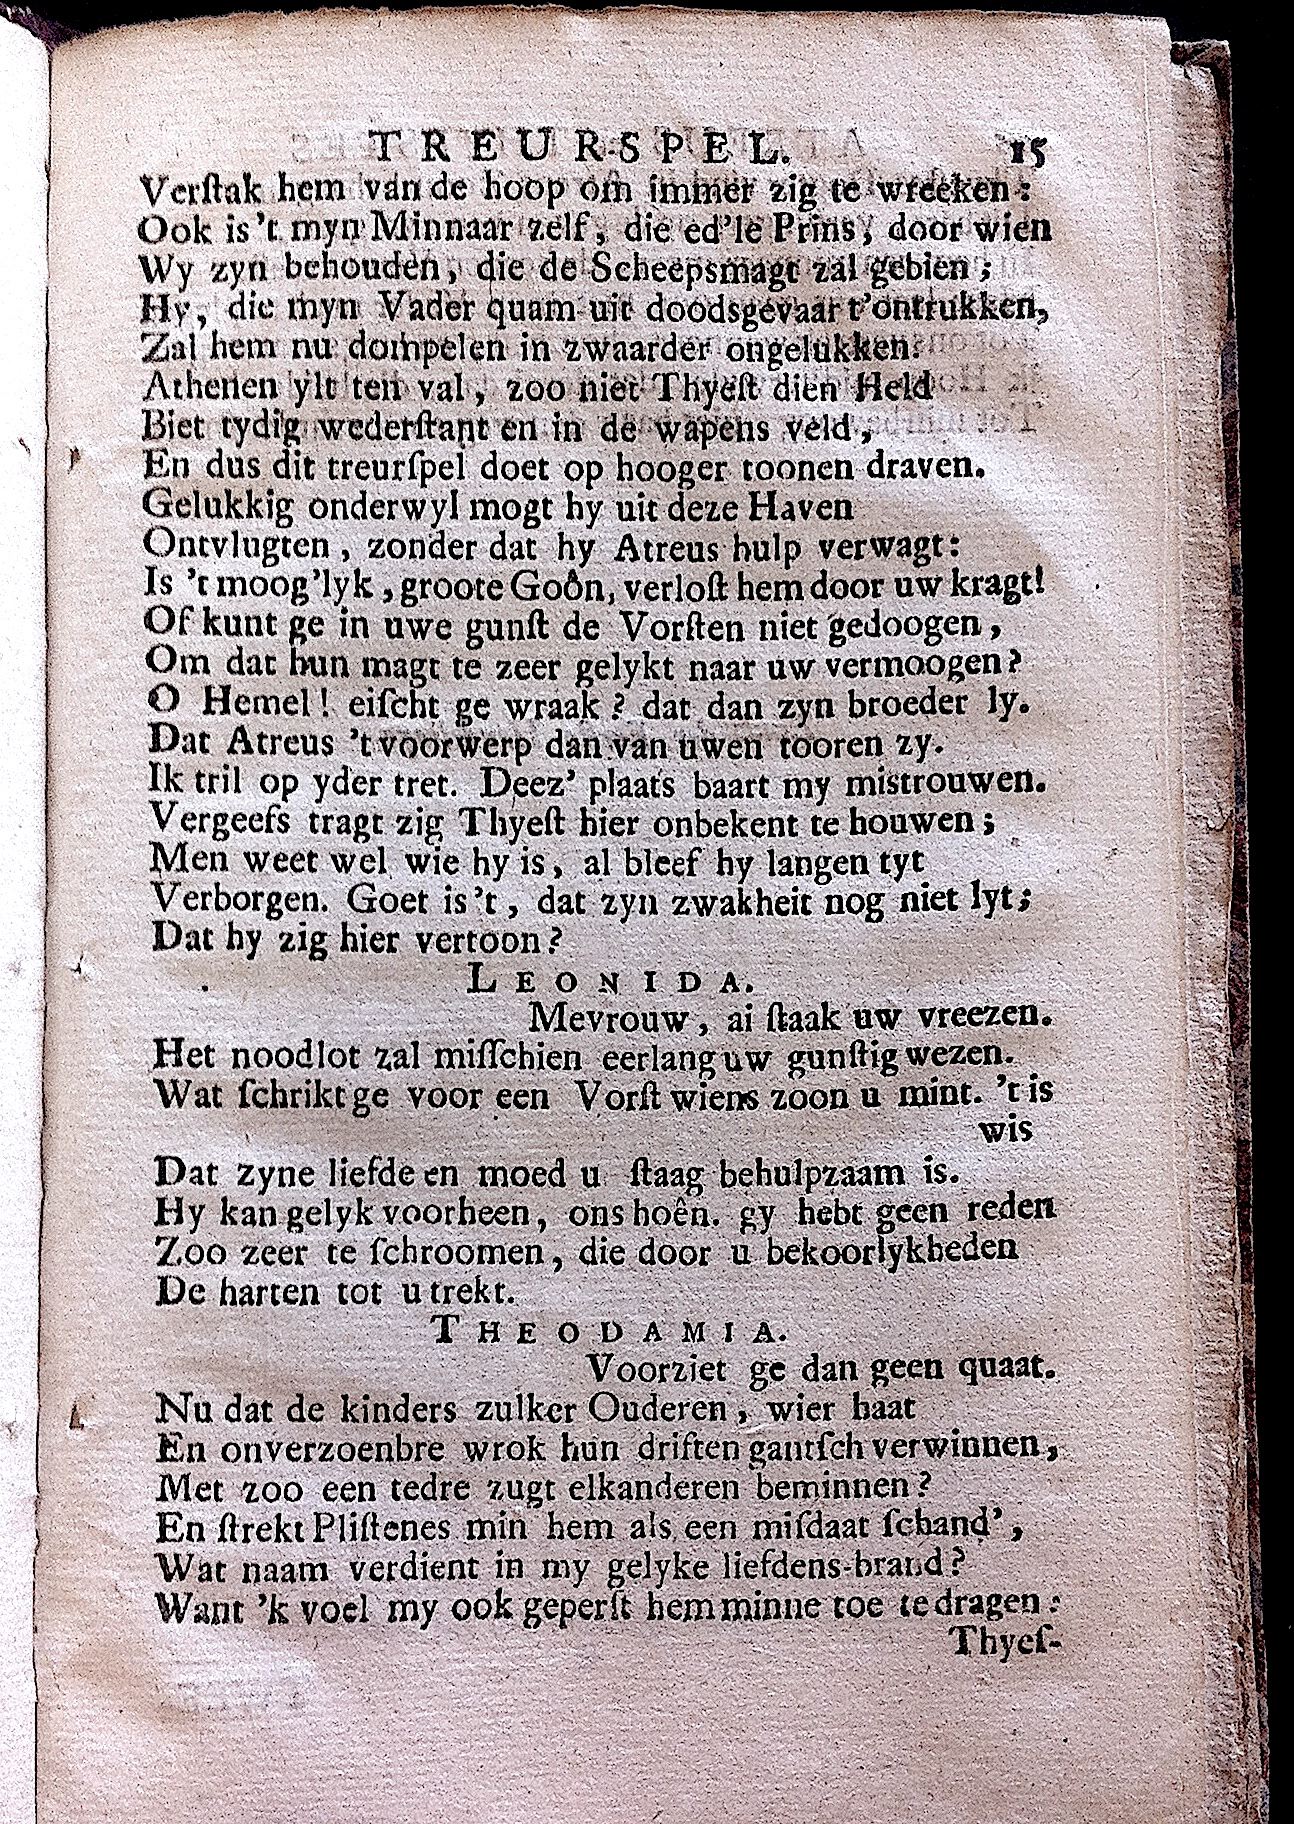 TREURSPEL. 15
Verſtak hem van de hoop om immer zig te wreeken:
Ook is 't myn Minnaar zelf, die ed'le Prins, door wien
Wy zyn behouden, die de Scheepsmagt zal gebien;
Hy, die myn Vader quam uit doodsgevaar t'ontrukken,
Zal hem nu dompelen in zwaarder ongelukken.
Athenen ylt ten val, zoo niet Thyeſt dien Held
Biet tydig wederſtant en in de wapens veld,
En dus dit treurſpel doet op hooger toonen draven.
Gelukkig onderwyl mogt hy uit deze Haven
Ontvlugten, zonder dat hy Atreus hulp verwagt:
Is 't moog'lyk, groote Goôn, verloſt hem door uw kragt!
Of kunt ge in uwe gunſt de Vorſten niet gedoogen,
Om dat hun magt te zeer gelykt naar uw vermoogen?
O Hemel! eiſcht ge wraak? dat dan zyn broeder ly.
Dat Atreus 't voorwerp dan van uwen tooren zy.
Ik tril op yder tret. Deez' plaats baart my mistrouwen.
Vergeefs tragt zig Thyeſt hier onbekent te houwen;
Men weet wel wie hy is, al bleef hy langen tyt
Verborgen. Goet is 't, dat zyn zwakheit nog niet lyt;
Dat hy zig hier vertoon?
LEONIDA.
Mevrouw, ai ſtaak uw vreezen.
Het noodlot zal miſſchien eerlang uw gunſtig wezen.
Wat ſchrikt ge voor een Vorſt wiens zoon u mint. 't is
wis
Dat zyne liefde en moed u ſtaag behulpzaam is.
Hy kan gelyk voorheen, ons hoên. gy hebt geen reden
Zoo zeer te ſchroomen, die door u bekoorlykheden
De harten tot u trekt.
THEODAMIA.
Voorziet ge dan geen quaat.
Nu dat de kinders zulker Ouderen, wier haat
En onverzoenbre wrok hun driften gantſch verwinnen,
Met zoo een tedre zugt elkanderen beminnen?
En ſtrekt Pliſtenes min hem als een misdaat ſchand',
Wat naam verdient in my gelyke liefdens-brand?
Want 'k voel my ook geperſt hem minne toe te dragen:
Thyeſ-